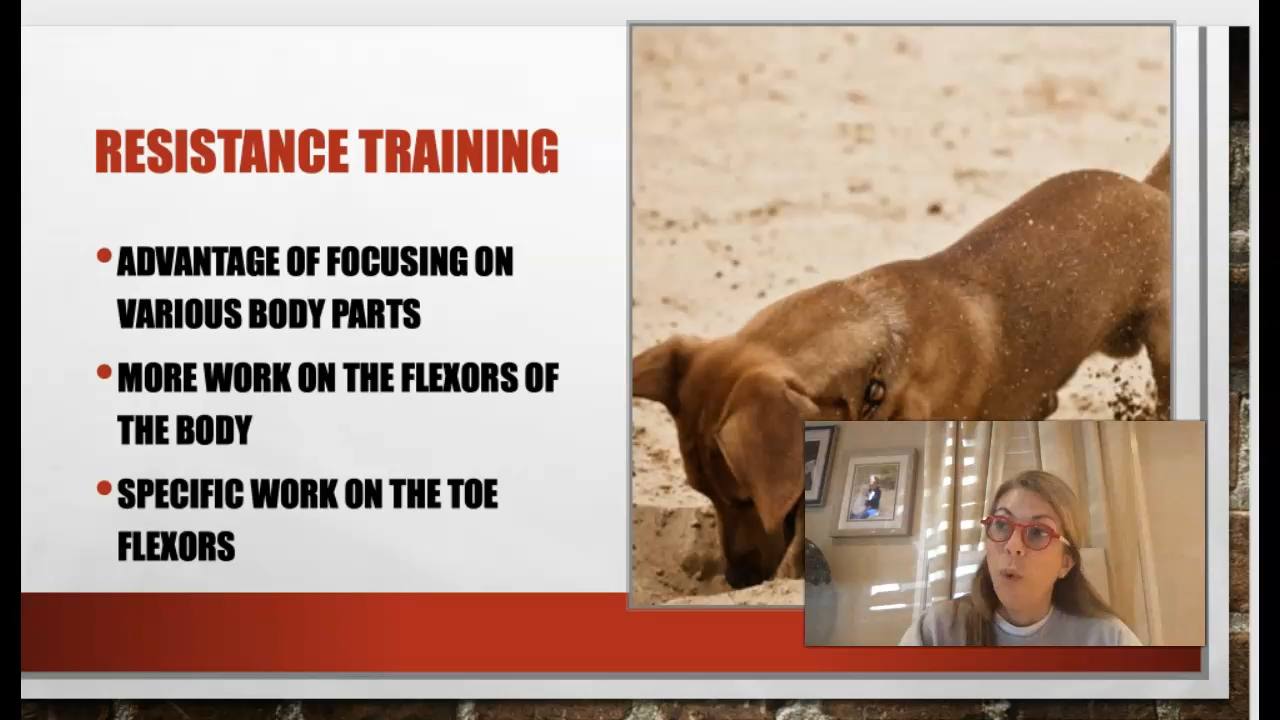 RESISTANCE TRAINING
•ADVANTAGE OF FOCUSING ON
VARIOUS BODY PARTS
•MORE WORK ON THE FLEXORS OF
THE BODY
•SPECIFIC WORK ON THE TOE
FLEXORS